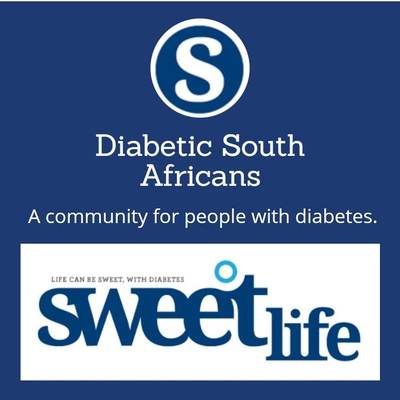 S
Diabetic South
Africans
A community for people with diabetes.
LIFE CAN BE SWEET, WITH DIABETES
sweet
life